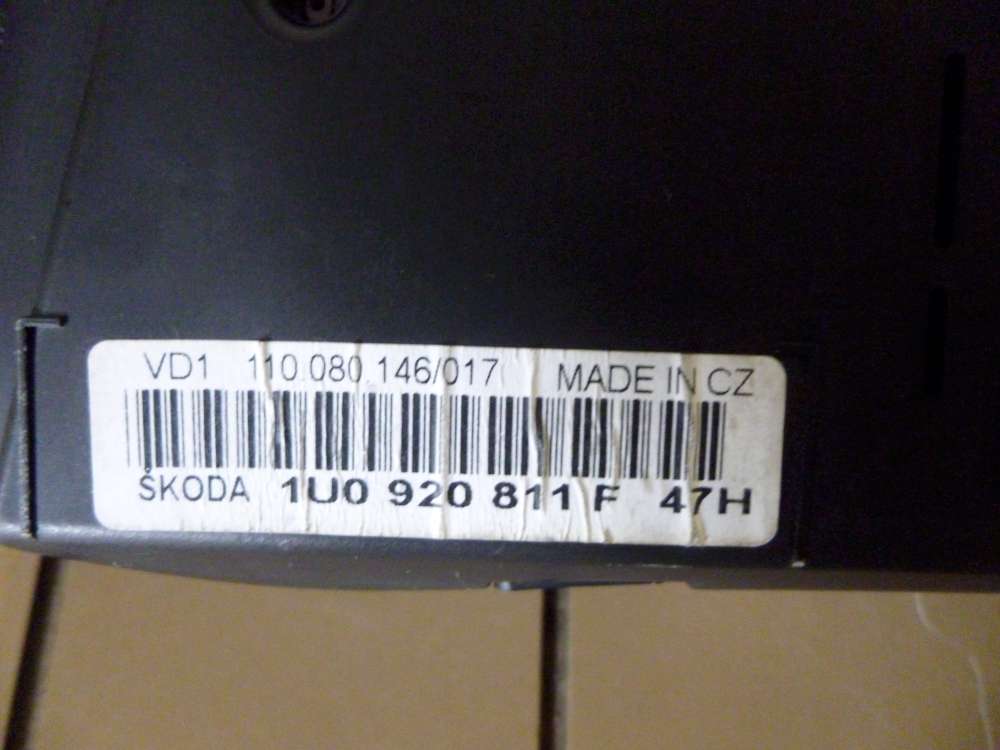 VD1 110 080 146/017 MADE IN CZ
ŠKODA 1U0 920 811 F 47H